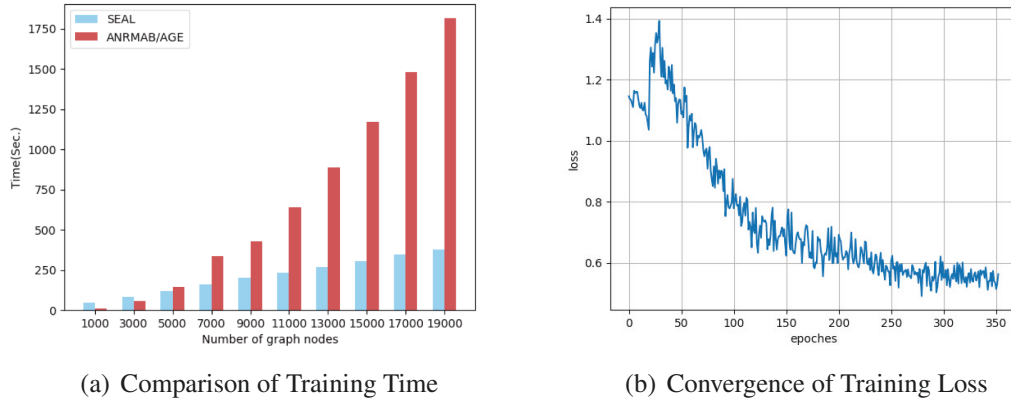 SEAL
ANRMAB/AGE
1750
1500
1250
1000
750
500
250
0
Time(Sec.)
1000 3000 5000 7000 9000 11000 13000 15000 17000 19000
Number of graph nodes
(a) Comparison of Training Time
1.4
1.2
1.0
0.8
0.6
loss
0 50 100 150 200 250 300 350
epoches
(b) Convergence of Training Loss